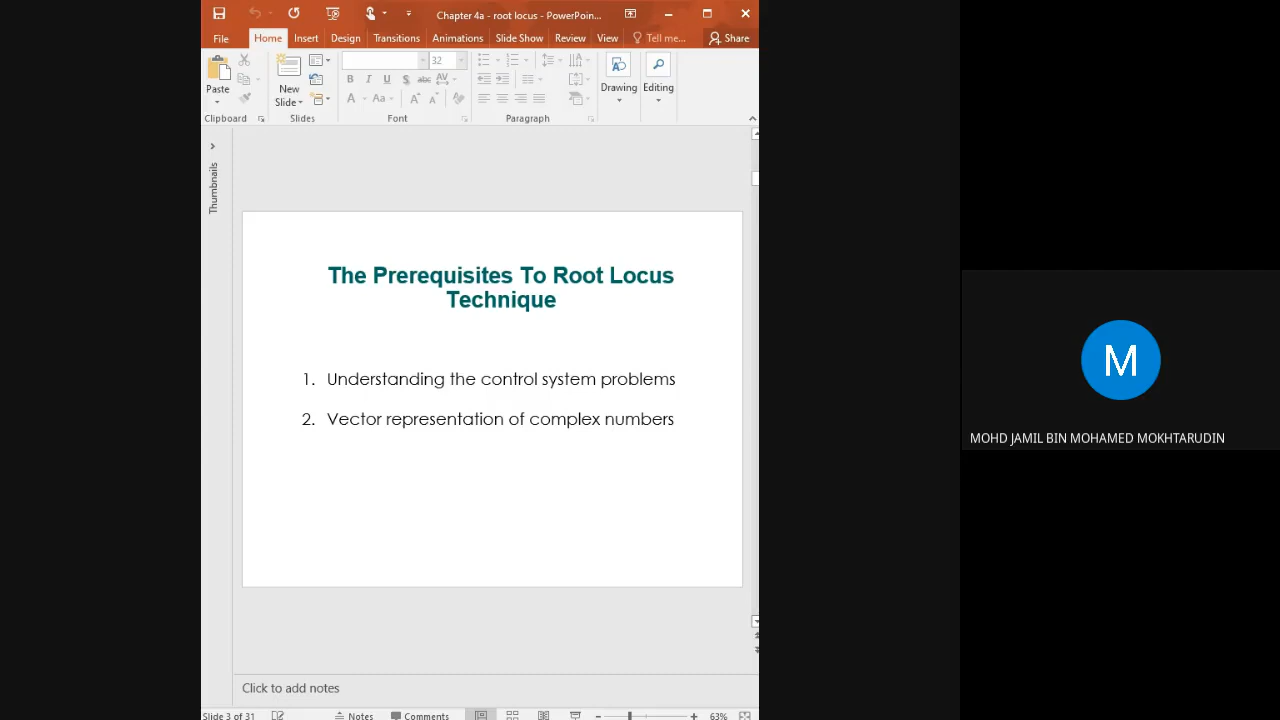 Chapter 4a - root locus - PowerPoin...
File Home Insert Design Transitions Animations Slide Show Review View Tell me... Share
32
Paste
New
Slide
Drawing
Editing
B I U S abc AV
A Aa A A
Clipboard Slides Font Paragraph
Thumbnails
The Prerequisites To Root Locus
Technique
1. Understanding the control system problems
2. Vector representation of complex numbers
Click to add notes
Slide 3 of 31 Notes Comments 63%
M
MOHD JAMIL BIN MOHAMED MOKHTARUDIN